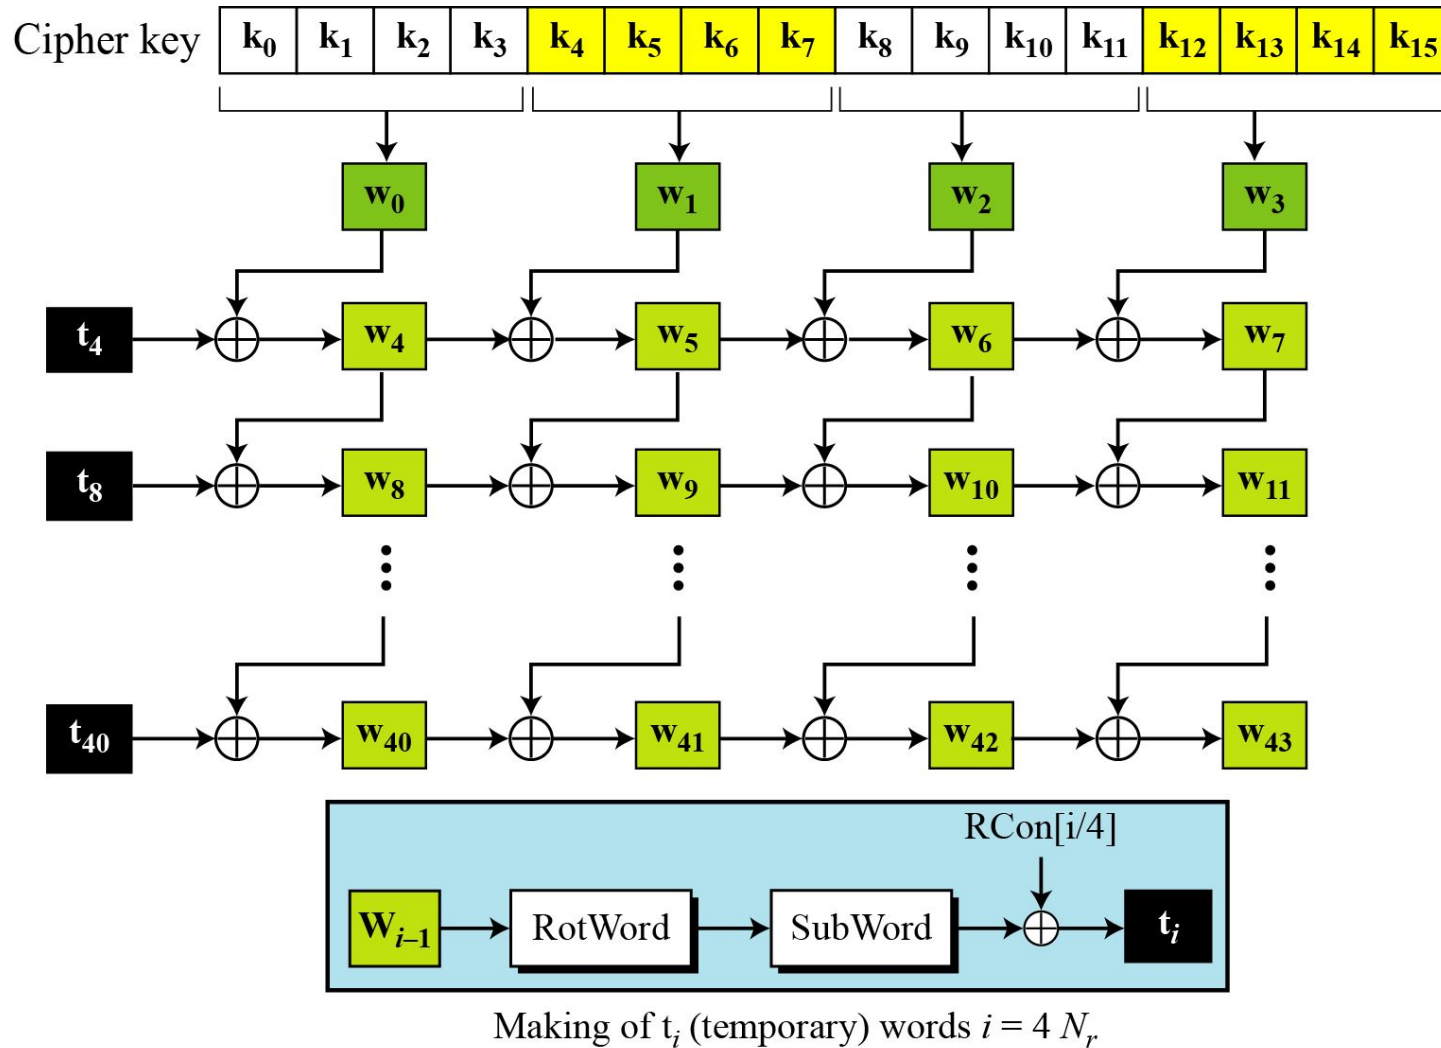 Cipher key k0 k1 k2 k3 k4 k5 k6 k7 k8 k9 k10 k11 k12 k13 k14 k15
w0 w1 w2 w3
t4 w4 w5 w6 w7
t8 w8 w9 w10 w11
t40 w40 w41 w42 w43
RCon[i/4]
Wi–1 RotWord SubWord ti
Making of ti (temporary) words i = 4 Nr